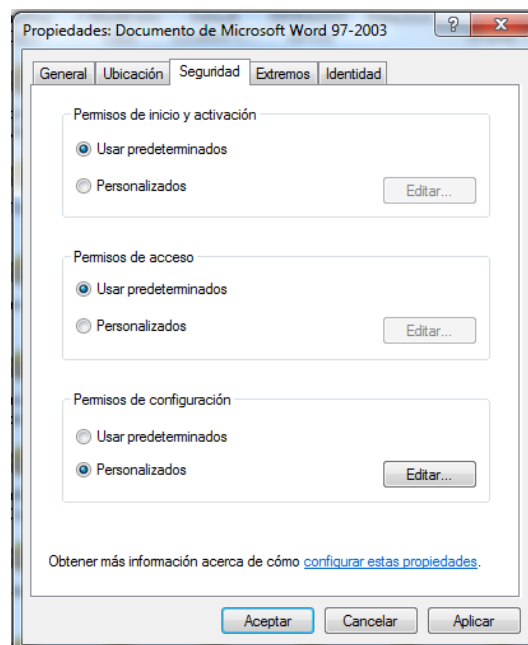 Propiedades: Documento de Microsoft Word 97-2003
?
General Ubicación Seguridad Extremos Identidad
Permisos de inicio y activación
Usar predeterminados
Personalizados Editar...
Permisos de acceso
Usar predeterminados
Personalizados Editar...
Permisos de configuración
Usar predeterminados
Personalizados Editar...
Obtener más información acerca de cómo configurar estas propiedades.
Aceptar Cancelar Aplicar